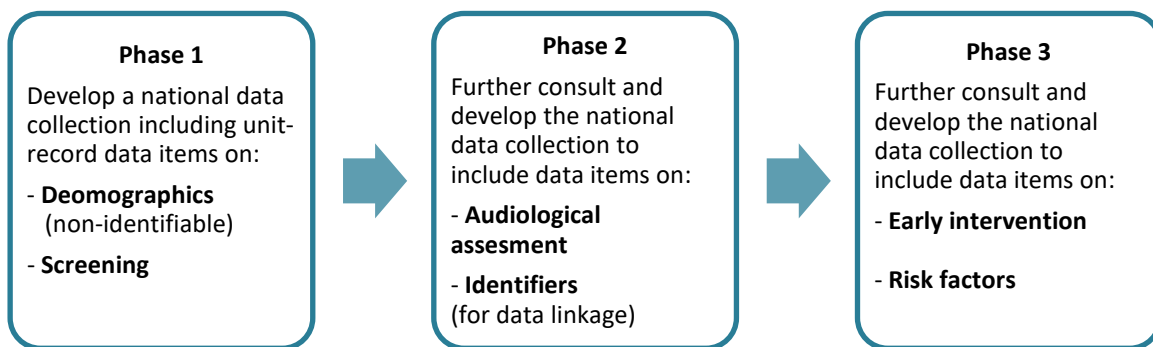 Phase 1
Develop a national data
collection including unit-
record data items on:
- Deomographics
(non-identifiable)
- Screening
Phase 2
Further consult and
develop the national
data collection to
include data items on:
- Audiological
assesment
- Identifiers
(for data linkage)
Phase 3
Further consult and
develop the national
data collection to
include data items on:
- Early intervention
- Risk factors